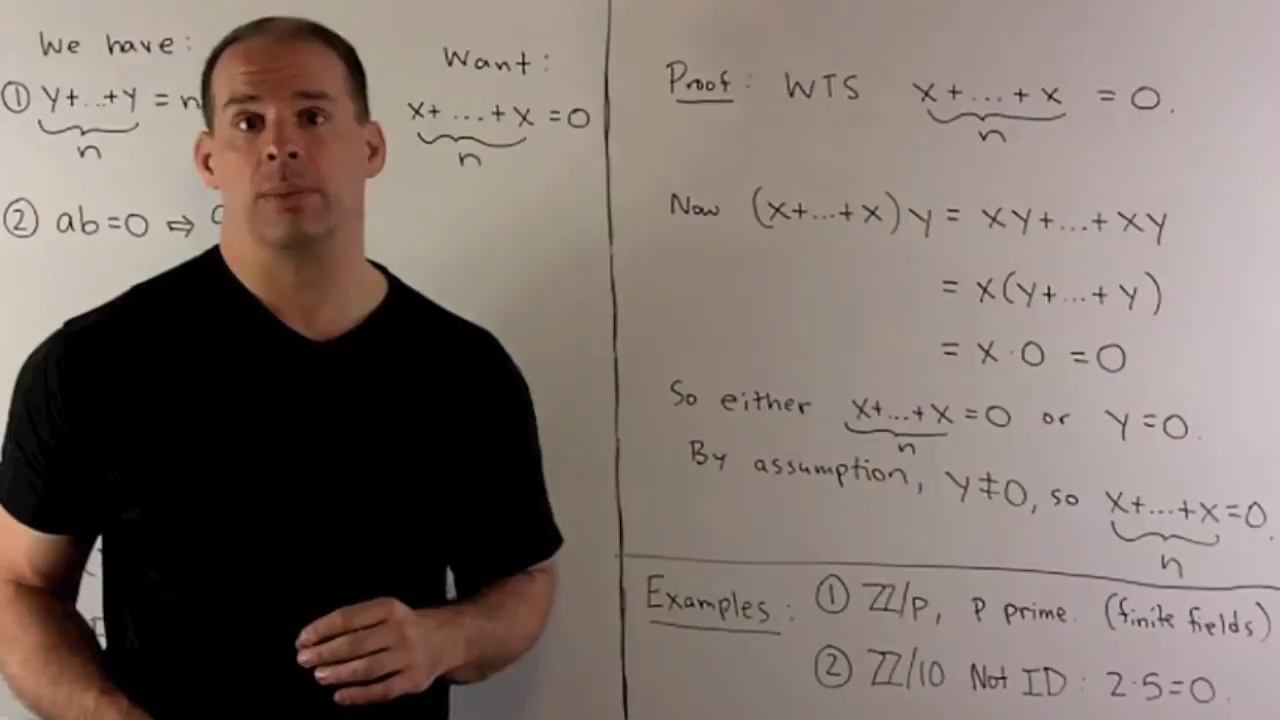 We have:
① y+...+y = n
n
② ab=0 ⇒
Want:
x+ ... +x =0
n
Proof: WTS x+...+x = 0.
n
Now (x+...+x)y = xy+...+xy
= x(y+...+y)
= x·0 =0
So either x+...+x=0 or y=0.
n
By assumption, y≠0, so x+...+x=0.
n
Examples: ① ℤ/p, p prime. (finite fields)
② ℤ/10 Not ID: 2·5=0.